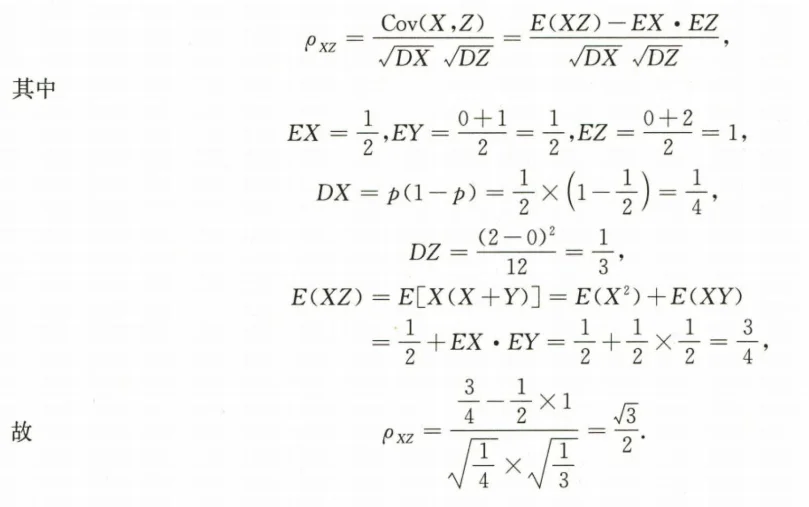 ρ_XZ = Cov(X,Z)/(√DX √DZ) = (E(XZ)−EX·EZ)/(√DX √DZ),
其中
EX = 1/2, EY = (0+1)/2 = 1/2, EZ = (0+2)/2 = 1,
DX = p(1−p) = 1/2 × (1−1/2) = 1/4,
DZ = (2−0)²/12 = 1/3,
E(XZ) = E[X(X+Y)] = E(X²)+E(XY)
= 1/2 + EX·EY = 1/2 + 1/2 × 1/2 = 3/4,
故 ρ_XZ = (3/4 − 1/2 × 1)/(√(1/4) × √(1/3)) = √3/2.